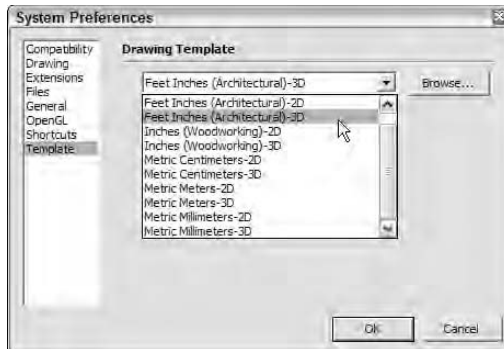 System Preferences
Compatibility
Drawing
Extensions
Files
General
OpenGL
Shortcuts
Template
Drawing Template
Feet Inches (Architectural)-3D
Browse...
Feet Inches (Architectural)-2D
Feet Inches (Architectural)-3D
Inches (Woodworking)-2D
Inches (Woodworking)-3D
Metric Centimeters-2D
Metric Centimeters-3D
Metric Meters-2D
Metric Meters-3D
Metric Millimeters-2D
Metric Millimeters-3D
OK
Cancel